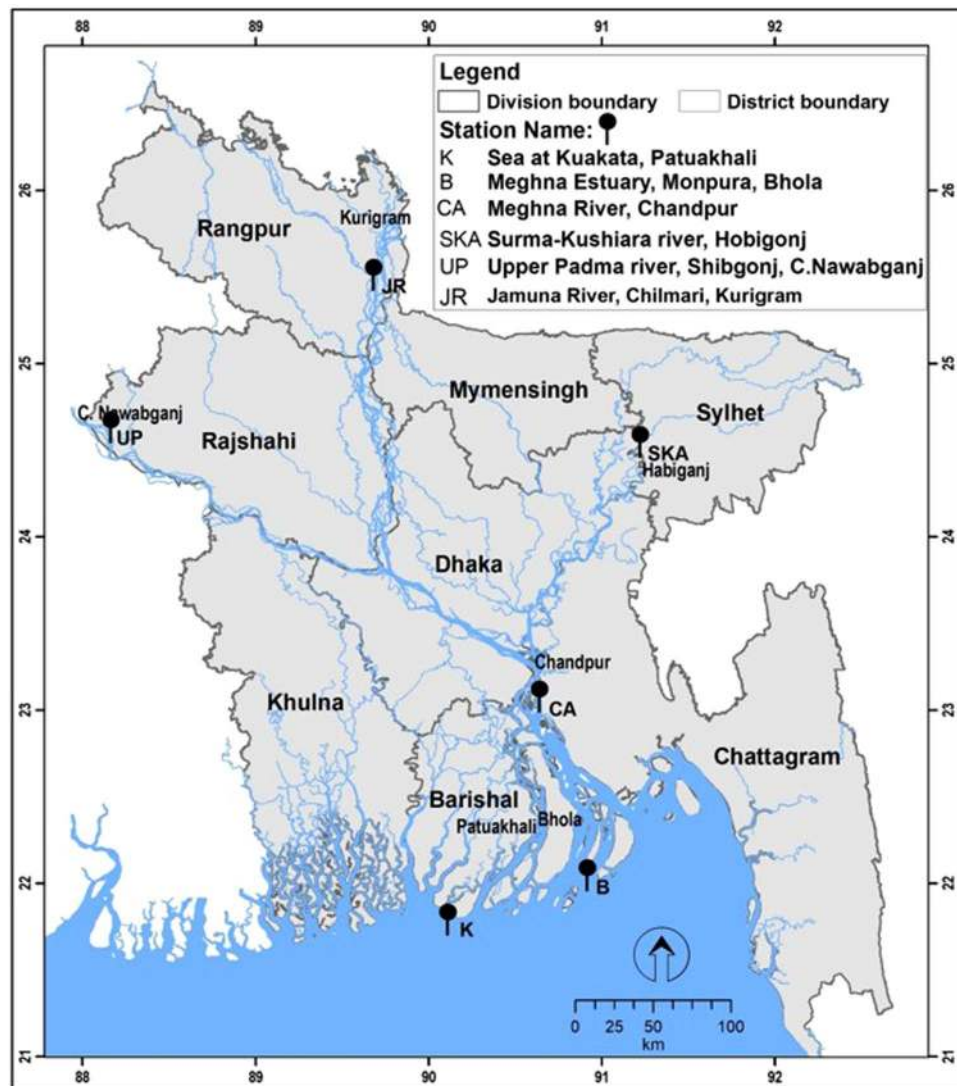 88 89 90 91 92
Legend
Division boundary District boundary
Station Name:
K Sea at Kuakata, Patuakhali
B Meghna Estuary, Monpura, Bhola
CA Meghna River, Chandpur
SKA Surma-Kushiara river, Hobigonj
UP Upper Padma river, Shibgonj, C.Nawabganj
JR Jamuna River, Chilmari, Kurigram
26 26
Kurigram
Rangpur
JR
25 25
Mymensingh
Sylhet
C. Nawabganj
UP
Rajshahi
SKA
Habiganj
24 24
Dhaka
Chandpur
Khulna
CA
23 23
Chattagram
Barishal
Bhola
Patuakhali
22 22
B
K
0 25 50 100
km
21 21
88 89 90 91 92